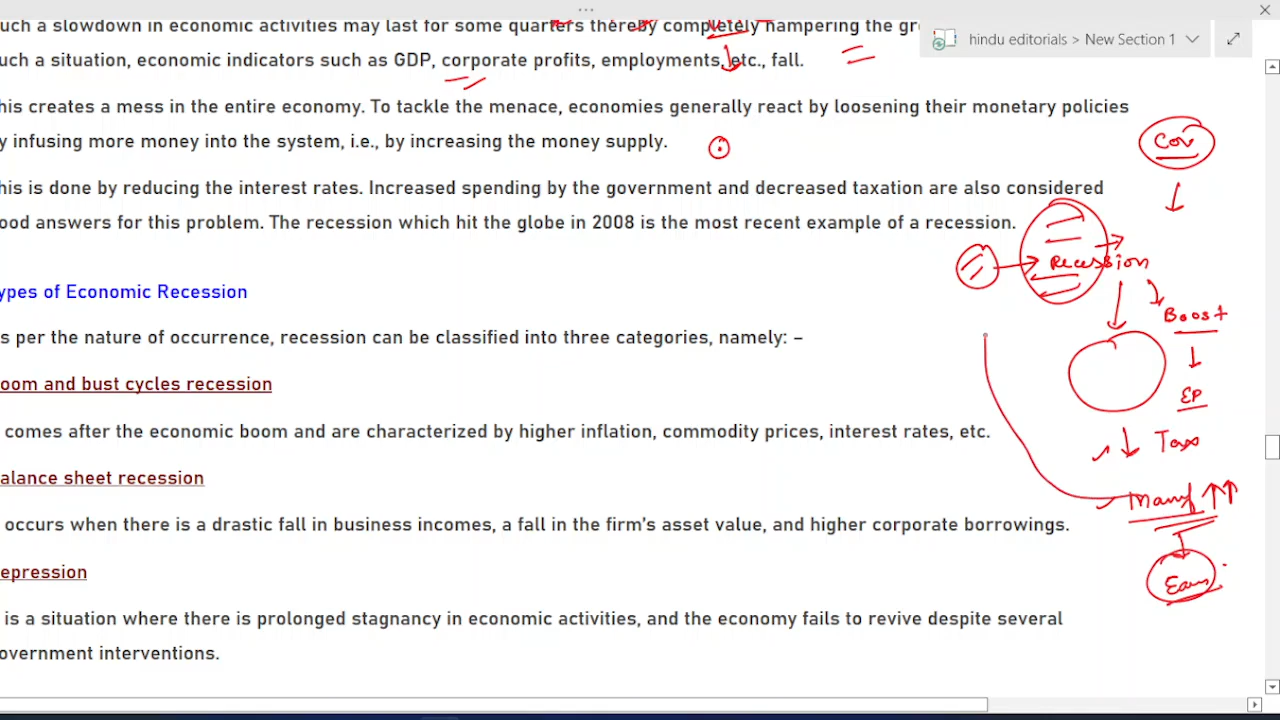 uch a slowdown in economic activities may last for some quarters thereby completely hampering the gr
hindu editorials > New Section 1
uch a situation, economic indicators such as GDP, corporate profits, employments, etc., fall.
his creates a mess in the entire economy. To tackle the menace, economies generally react by loosening their monetary policies
y infusing more money into the system, i.e., by increasing the money supply.
Cov
his is done by reducing the interest rates. Increased spending by the government and decreased taxation are also considered
ood answers for this problem. The recession which hit the globe in 2008 is the most recent example of a recession.
Recession
ypes of Economic Recession
Boost
s per the nature of occurrence, recession can be classified into three categories, namely: –
oom and bust cycles recession
EP
comes after the economic boom and are characterized by higher inflation, commodity prices, interest rates, etc.
Tax
alance sheet recession
Manf
occurs when there is a drastic fall in business incomes, a fall in the firm's asset value, and higher corporate borrowings.
epression
is a situation where there is prolonged stagnancy in economic activities, and the economy fails to revive despite several
overnment interventions.